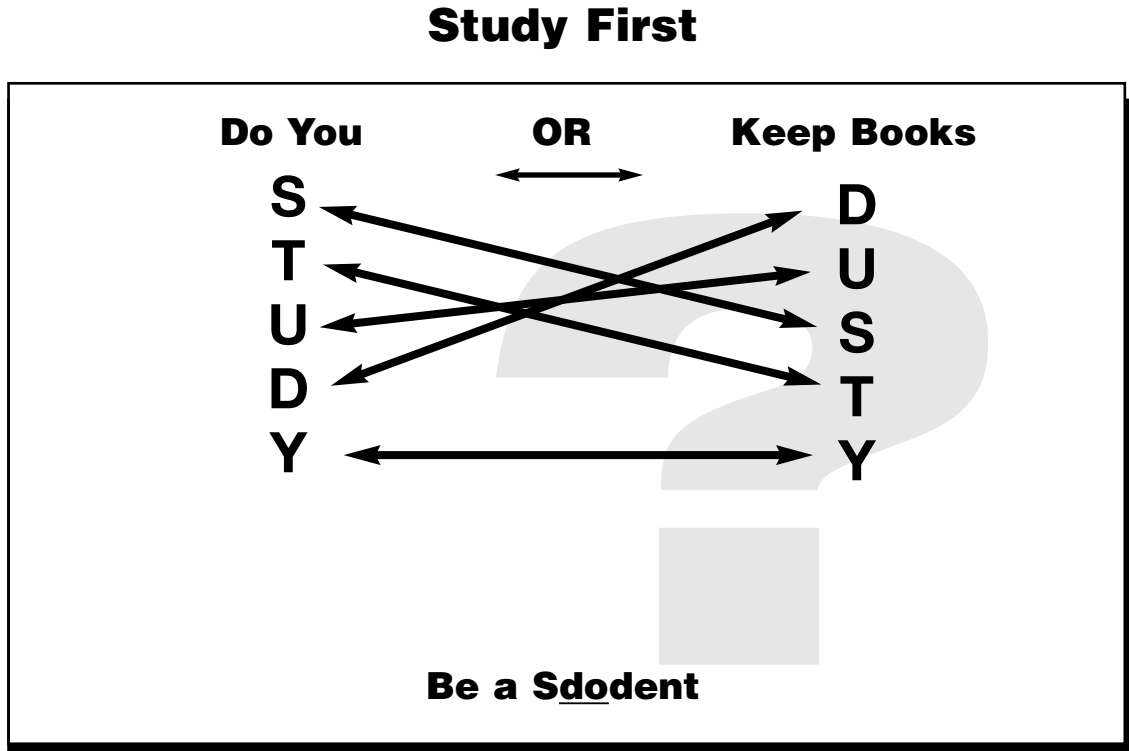 Study First
Do You OR Keep Books
S D
T U
U S
D T
Y Y
?
Be a Sdodent